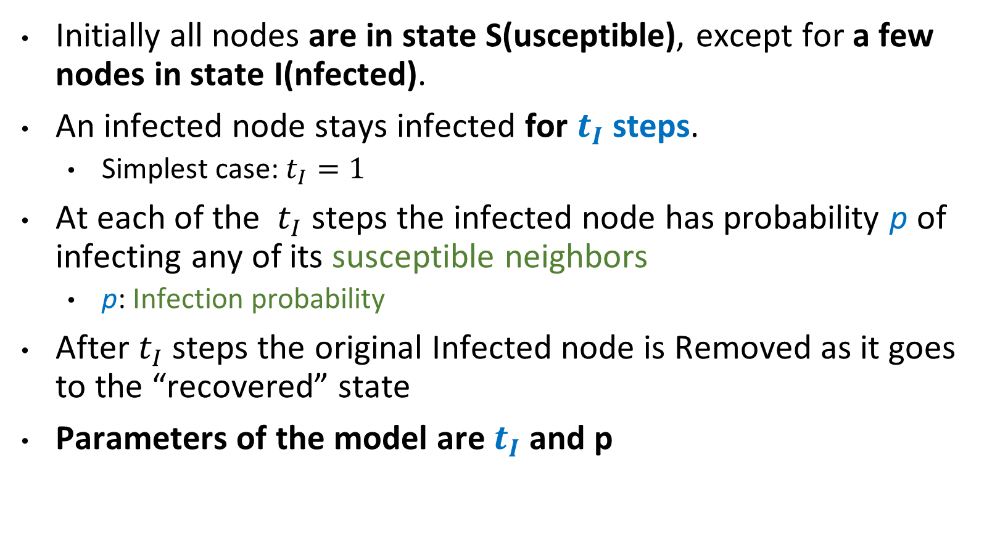 • Initially all nodes are in state S(usceptible), except for a few
nodes in state I(nfected).
• An infected node stays infected for t_I steps.
• Simplest case: t_I = 1
• At each of the t_I steps the infected node has probability p of
infecting any of its susceptible neighbors
• p: Infection probability
• After t_I steps the original Infected node is Removed as it goes
to the “recovered” state
• Parameters of the model are t_I and p